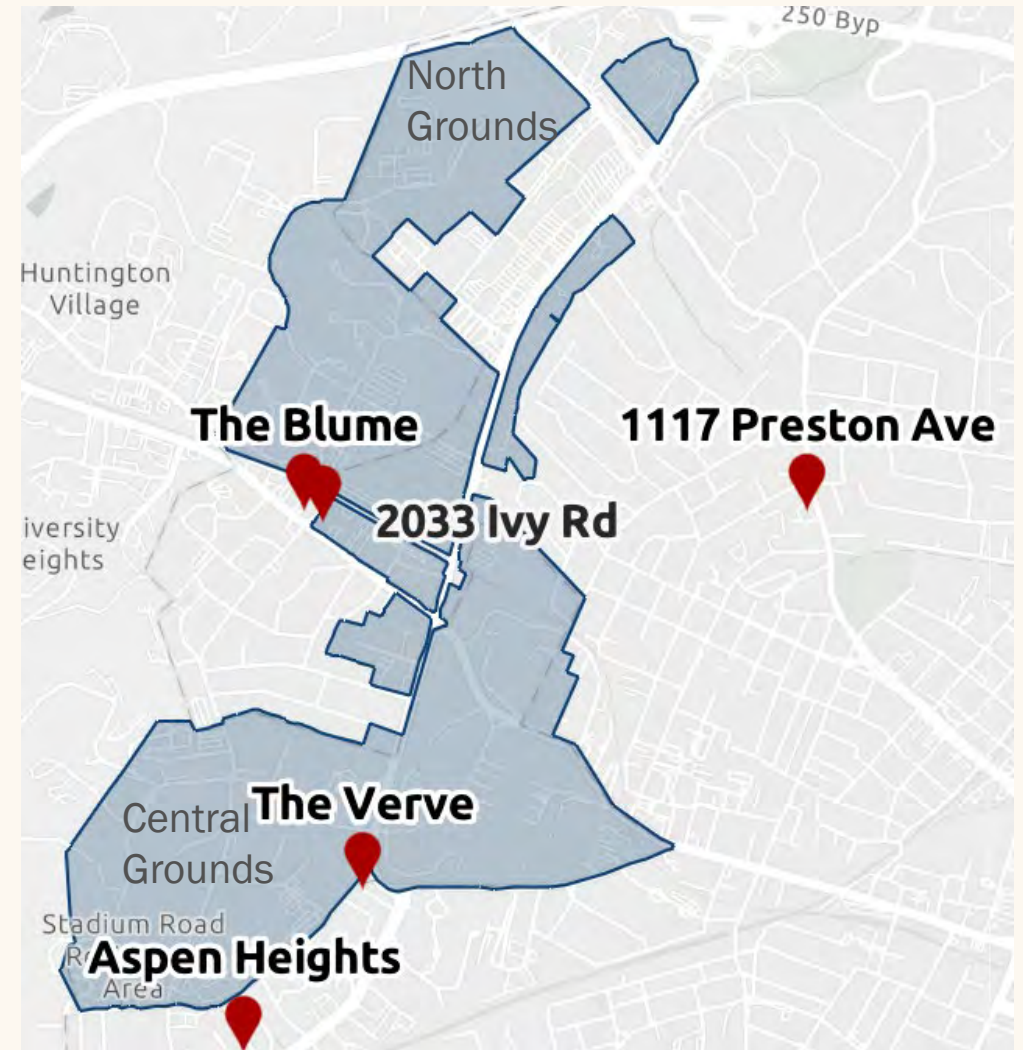 250 Byp
North
Grounds
Huntington
Village
The Blume
1117 Preston Ave
2033 Ivy Rd
iversity
eights
The Verve
Central
Grounds
Stadium Road
Aspen Heights
Area